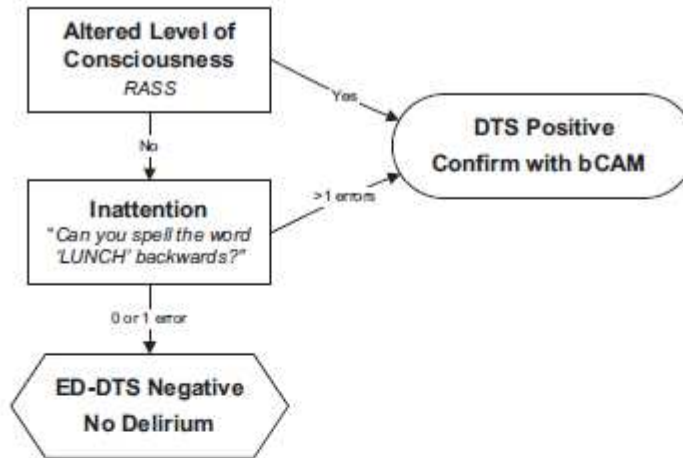 Altered Level of
Consciousness
RASS
Yes
DTS Positive
Confirm with bCAM
No
Inattention
"Can you spell the word
'LUNCH' backwards?"
>1 errors
0 or 1 error
ED-DTS Negative
No Delirium